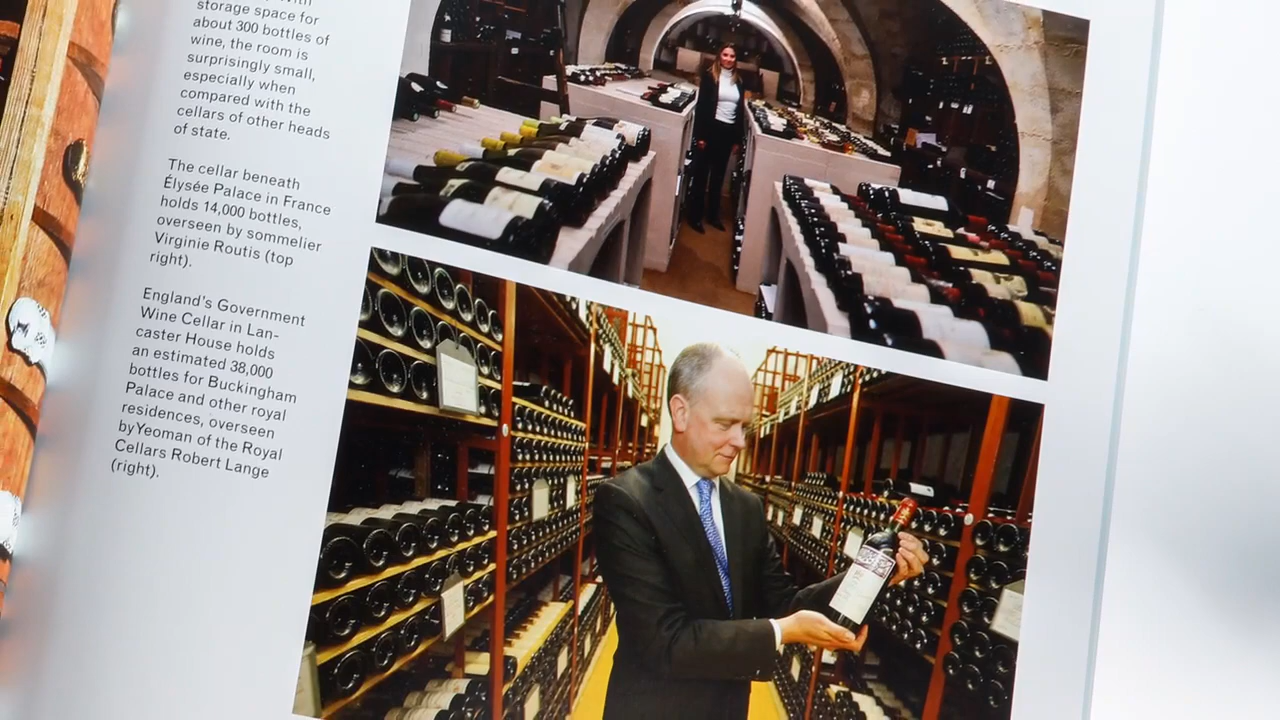 storage space for
about 300 bottles of
wine, the room is
surprisingly small,
especially when
compared with the
cellars of other heads
of state.
The cellar beneath
Élysée Palace in France
holds 14,000 bottles,
overseen by sommelier
Virginie Routis (top
right).
England's Government
Wine Cellar in Lan-
caster House holds
an estimated 38,000
bottles for Buckingham
Palace and other royal
residences, overseen
byYeoman of the Royal
Cellars Robert Lange
(right).